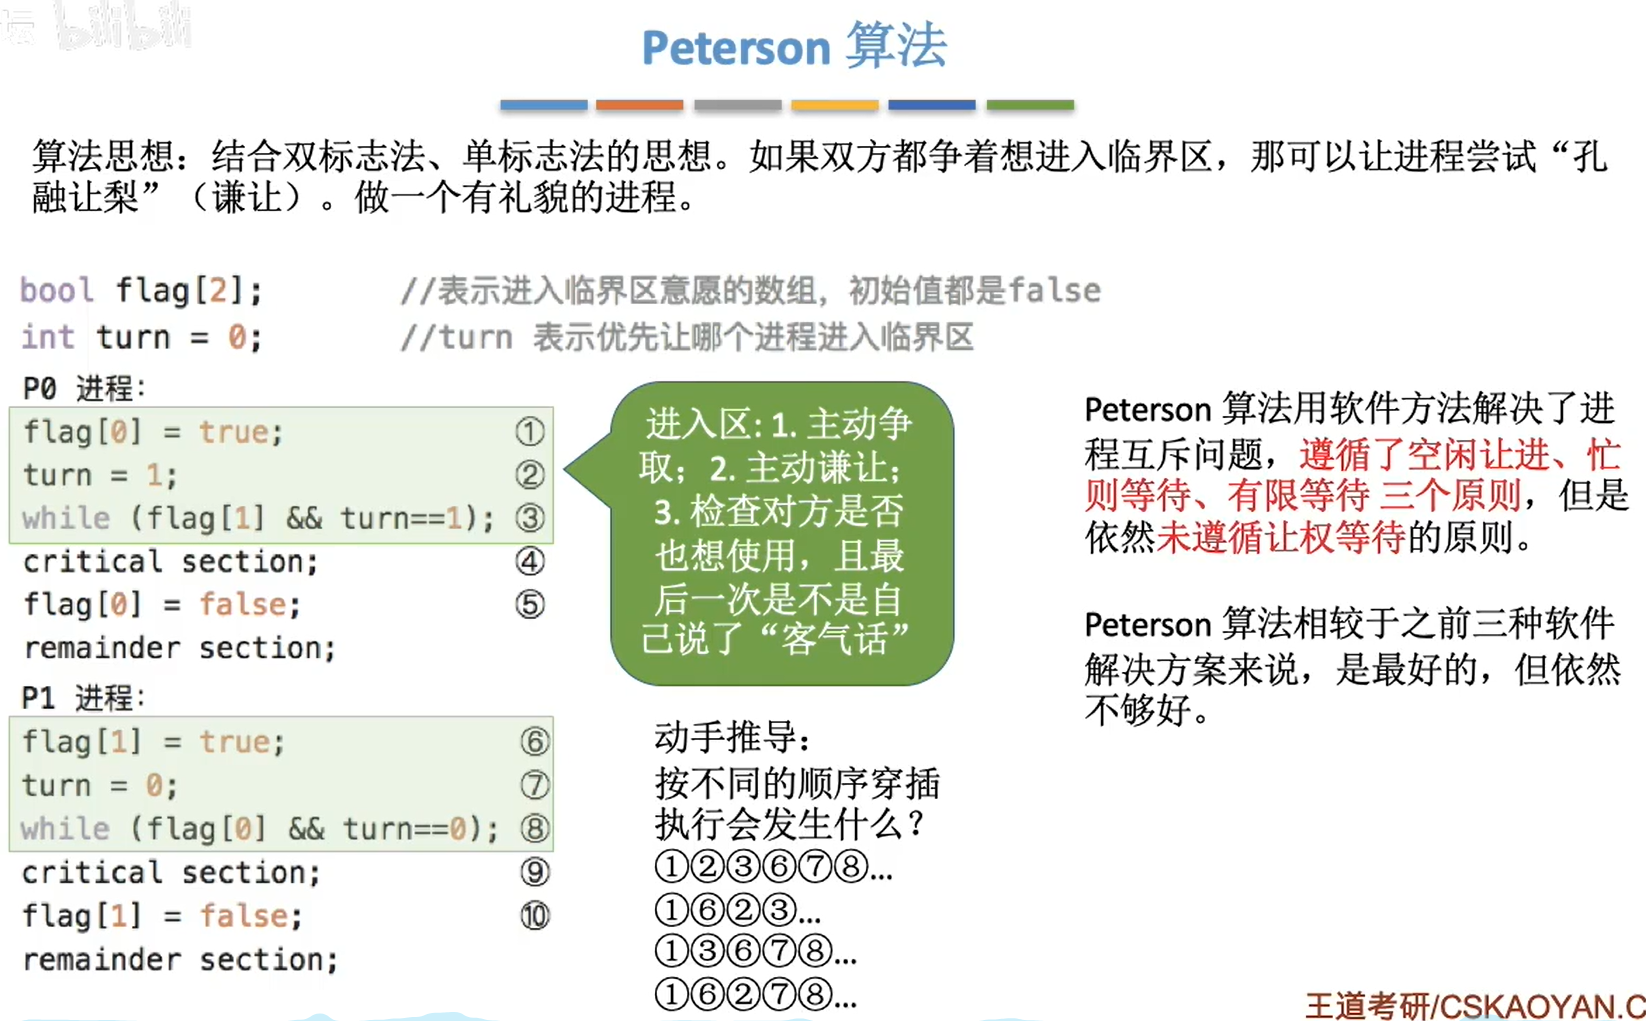 坛 bilibili
Peterson 算法
算法思想：结合双标志法、单标志法的思想。如果双方都争着想进入临界区，那可以让进程尝试“孔
融让梨”（谦让）。做一个有礼貌的进程。
bool flag[2]; //表示进入临界区意愿的数组，初始值都是false
int turn = 0; //turn 表示优先让哪个进程进入临界区
P0 进程：
flag[0] = true; ①
turn = 1; ②
while (flag[1] && turn==1); ③
critical section; ④
flag[0] = false; ⑤
remainder section;
P1 进程：
flag[1] = true; ⑥
turn = 0; ⑦
while (flag[0] && turn==0); ⑧
critical section; ⑨
flag[1] = false; ⑩
remainder section;
进入区: 1. 主动争
取；2. 主动谦让；
3. 检查对方是否
也想使用，且最
后一次是不是自
己说了“客气话”
动手推导：
按不同的顺序穿插
执行会发生什么？
①②③⑥⑦⑧...
①⑥②③...
①③⑥⑦⑧...
①⑥②⑦⑧...
Peterson 算法用软件方法解决了进
程互斥问题，遵循了空闲让进、忙
则等待、有限等待 三个原则，但是
依然未遵循让权等待的原则。
Peterson 算法相较于之前三种软件
解决方案来说，是最好的，但依然
不够好。
王道考研/CSKAOYAN.C